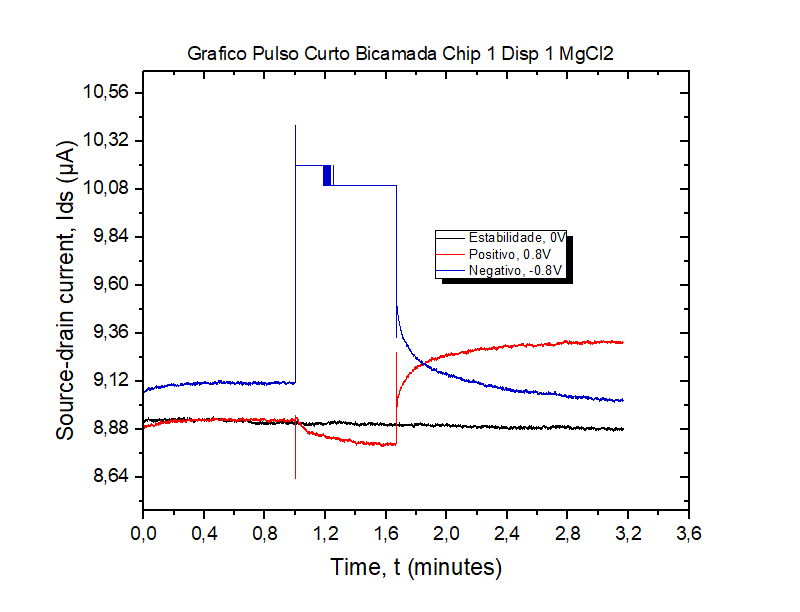 Grafico Pulso Curto Bicamada Chip 1 Disp 1 MgCl2
Source-drain current, Ids (µA)
10,56
10,32
10,08
9,84
9,60
9,36
9,12
8,88
8,64
Estabilidade, 0V
Positivo, 0.8V
Negativo, -0.8V
0,0 0,4 0,8 1,2 1,6 2,0 2,4 2,8 3,2 3,6
Time, t (minutes)